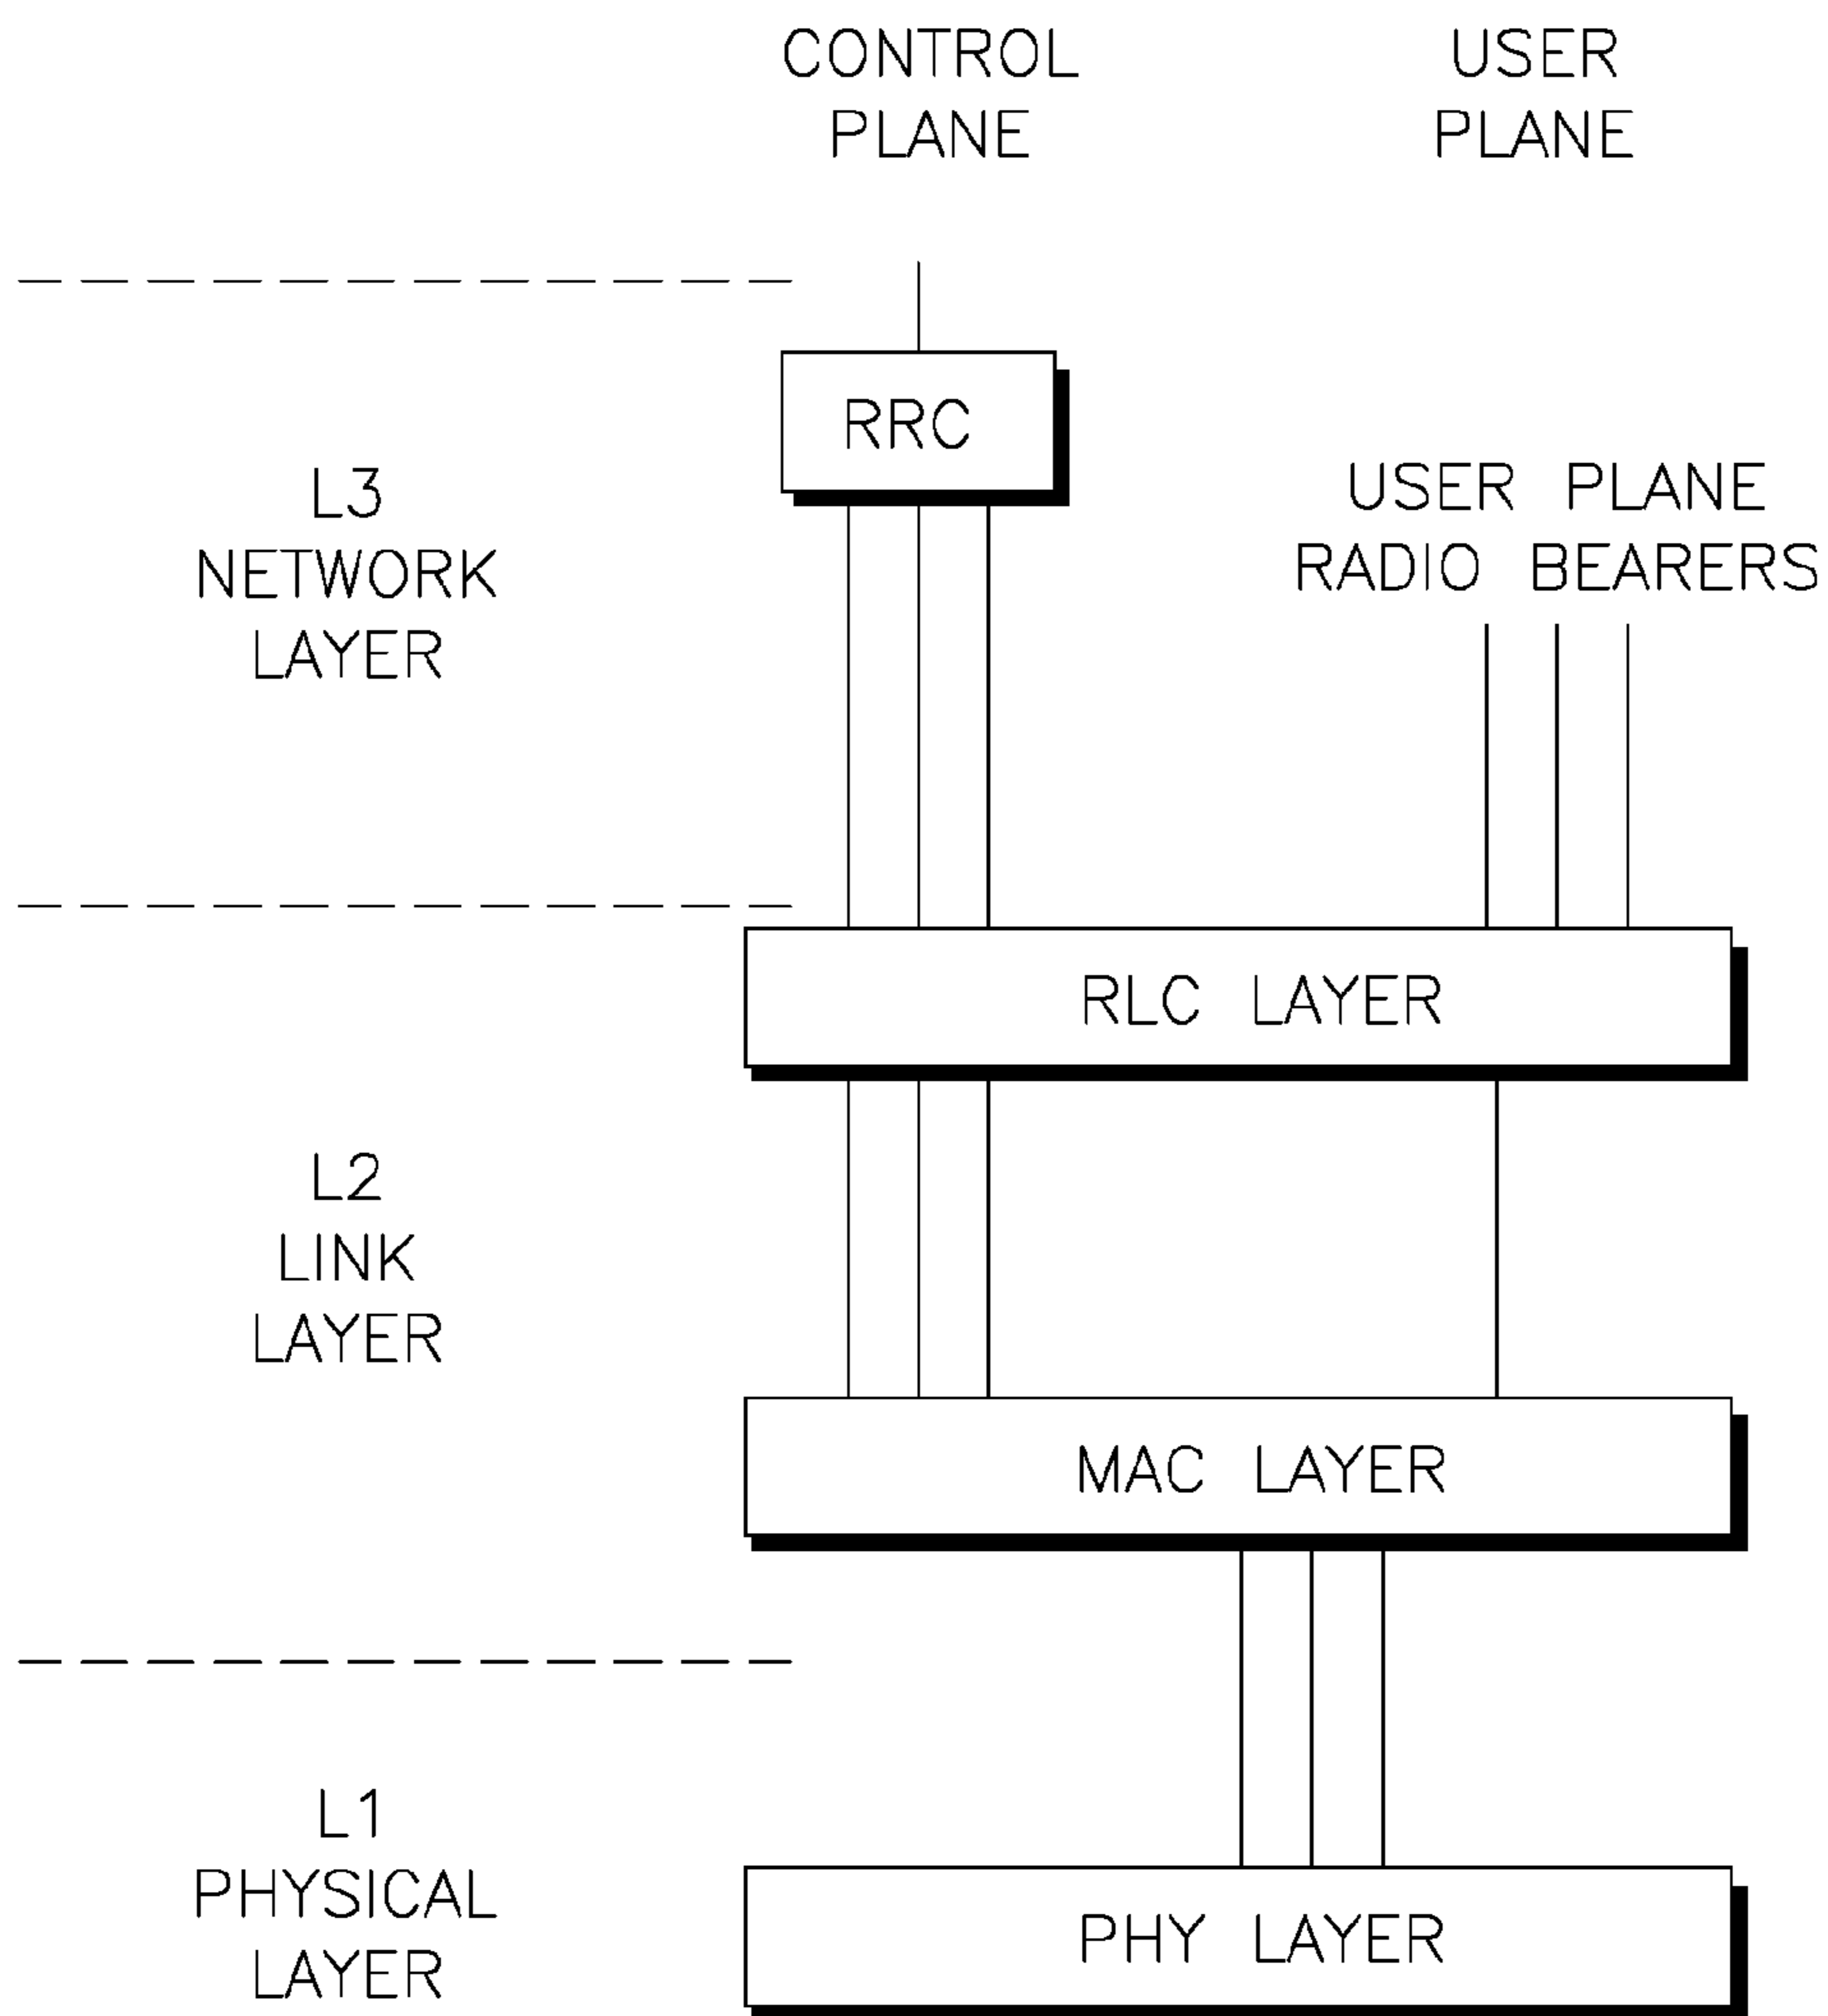 CONTROL
PLANE
USER
PLANE
RRC
L3
NETWORK
LAYER
USER PLANE
RADIO BEARERS
RLC LAYER
L2
LINK
LAYER
MAC LAYER
L1
PHYSICAL
LAYER
PHY LAYER